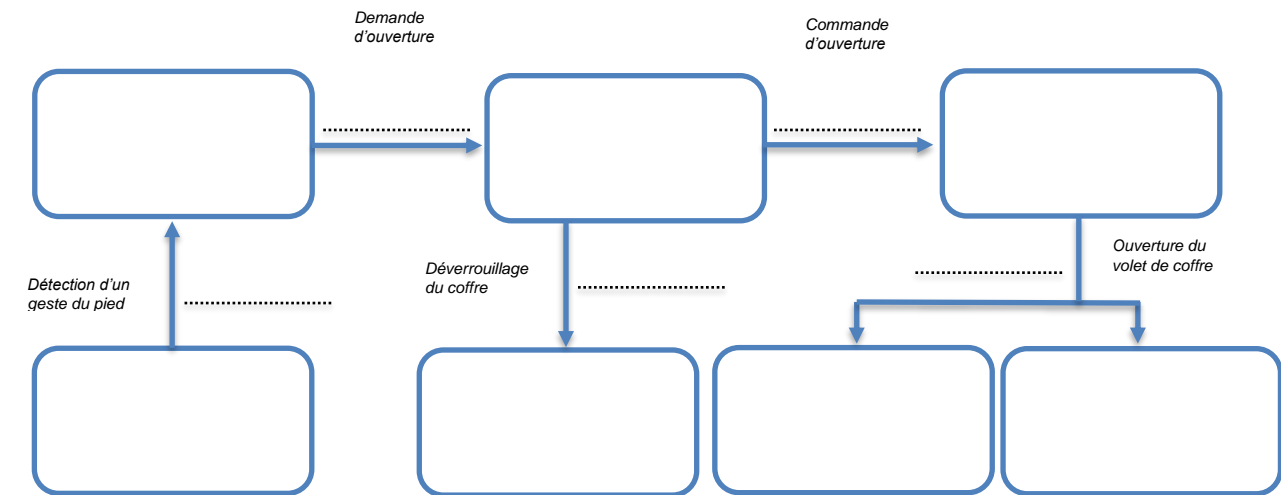 Demande
d’ouverture
Commande
d’ouverture
Détection d’un
geste du pied
Déverrouillage
du coffre
Ouverture du
volet de coffre